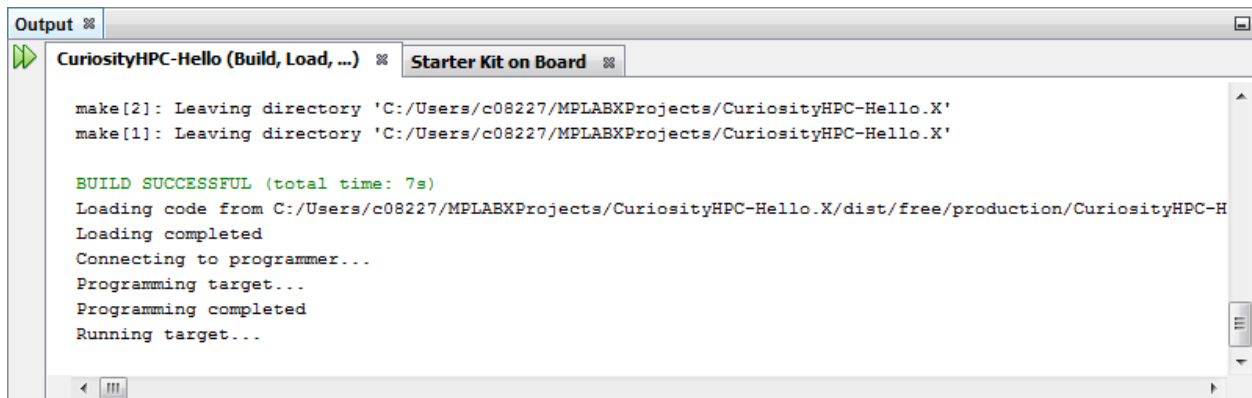 Output
CuriosityHPC-Hello (Build, Load, ...) Starter Kit on Board
make[2]: Leaving directory 'C:/Users/c08227/MPLABXProjects/CuriosityHPC-Hello.X'
make[1]: Leaving directory 'C:/Users/c08227/MPLABXProjects/CuriosityHPC-Hello.X'
BUILD SUCCESSFUL (total time: 7s)
Loading code from C:/Users/c08227/MPLABXProjects/CuriosityHPC-Hello.X/dist/free/production/CuriosityHPC-H
Loading completed
Connecting to programmer...
Programming target...
Programming completed
Running target...